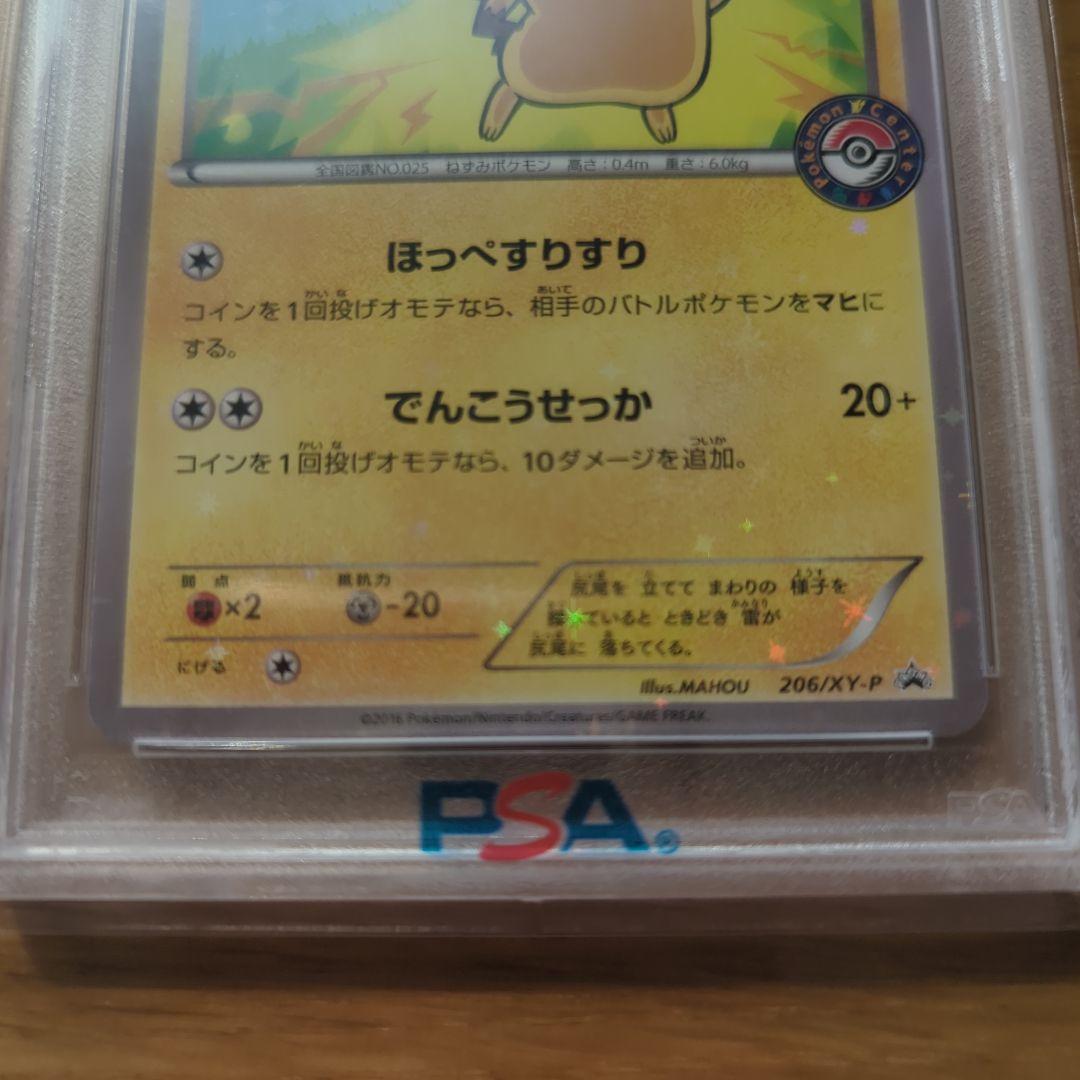 Pokémon Center
全国図鑑NO.025 ねずみポケモン 高さ：0.4m 重さ：6.0kg
ほっぺすりすり
コインを1回投げオモテなら、相手のバトルポケモンをマヒに
する。
でんこうせっか 20+
コインを1回投げオモテなら、10ダメージを追加。
弱点 抵抗力
×2 -20
にげる
尻尾を 立てて まわりの 様子を
ていると ときどき 雷が
尻尾に 落ちてくる。
illus.MAHOU 206/XY-P
©2016 Pokémon/Nintendo/Creatures/GAME FREAK.
PSA®
PSA